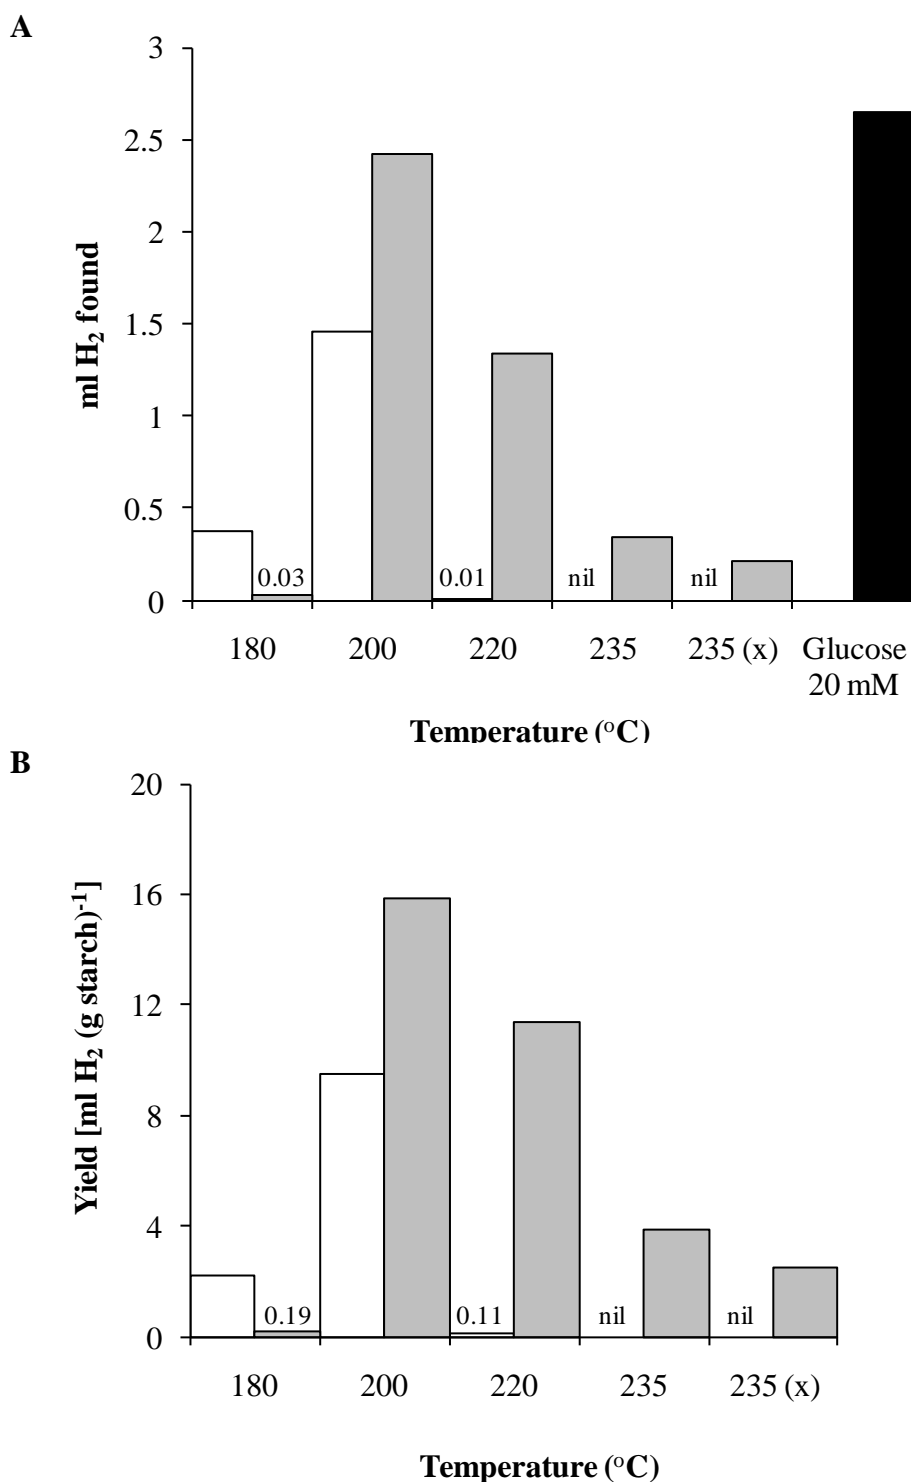 A
3
2.5
2
1.5
1
0.5
0
ml H₂ found
0.03
0.01
nil
nil
180
200
220
235
235 (x)
Glucose
20 mM
Temperature (°C)
B
20
16
12
8
4
0
Yield [ml H₂ (g starch)⁻¹]
0.19
0.11
nil
nil
180
200
220
235
235 (x)
Temperature (°C)